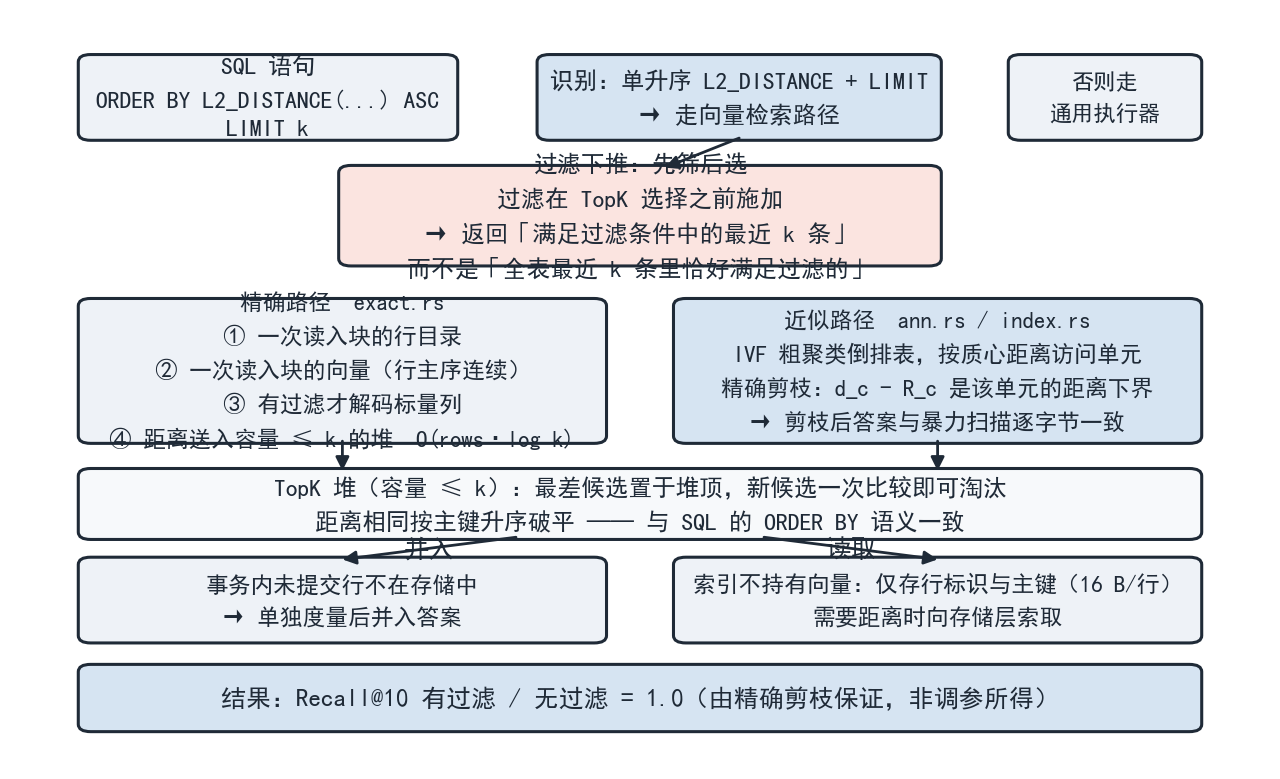 SQL 语句
ORDER BY L2_DISTANCE(...) ASC
LIMIT k
识别: 单升序 L2_DISTANCE + LIMIT
→ 走向量检索路径
否则走
通用执行器
过滤下推: 先筛后选
过滤在 TopK 选择之前施加
→ 返回「满足过滤条件中的最近 k 条」
而不是「全表最近 k 条里恰好满足过滤的」
精确路径  exact.rs
① 一次读入块的行目录
② 一次读入块的向量（行主序连续）
③ 有过滤才解码标量列
④ 距离送入容量 ≤ k 的堆  O(rows·log k)
近似路径  ann.rs / index.rs
IVF 粗聚类倒排表，按质心距离访问单元
精确剪枝: d_c − R_c 是该单元的距离下界
→ 剪枝后答案与暴力扫描逐字节一致
TopK 堆（容量 ≤ k）: 最差候选置于堆顶，新候选一次比较即可淘汰
距离相同按主键升序破平 —— 与 SQL 的 ORDER BY 语义一致
并入
读取
事务内未提交行不在存储中
→ 单独度量后并入答案
索引不持有向量: 仅存行标识与主键（16 B/行）
需要距离时向存储层索取
结果: Recall@10 有过滤 / 无过滤 = 1.0（由精确剪枝保证，非调参所得）